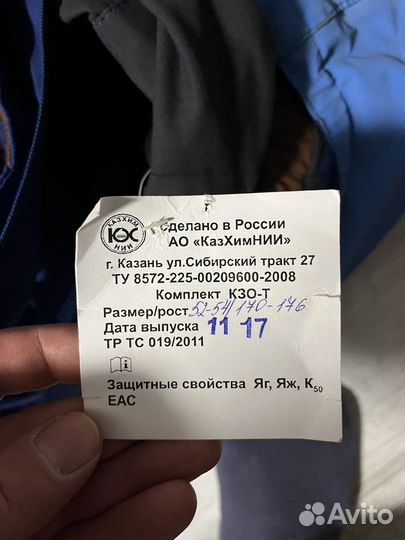 КАЗХИМ
НИИ
Сделано в России
АО «КазХимНИИ»
г. Казань ул.Сибирский тракт 27
ТУ 8572-225-00209600-2008
Комплект КЗО-Т
Размер/рост 52-54/170-176
Дата выпуска 11 17
ТР ТС 019/2011
Защитные свойства Яг, Яж, К50
ЕАС
Avito